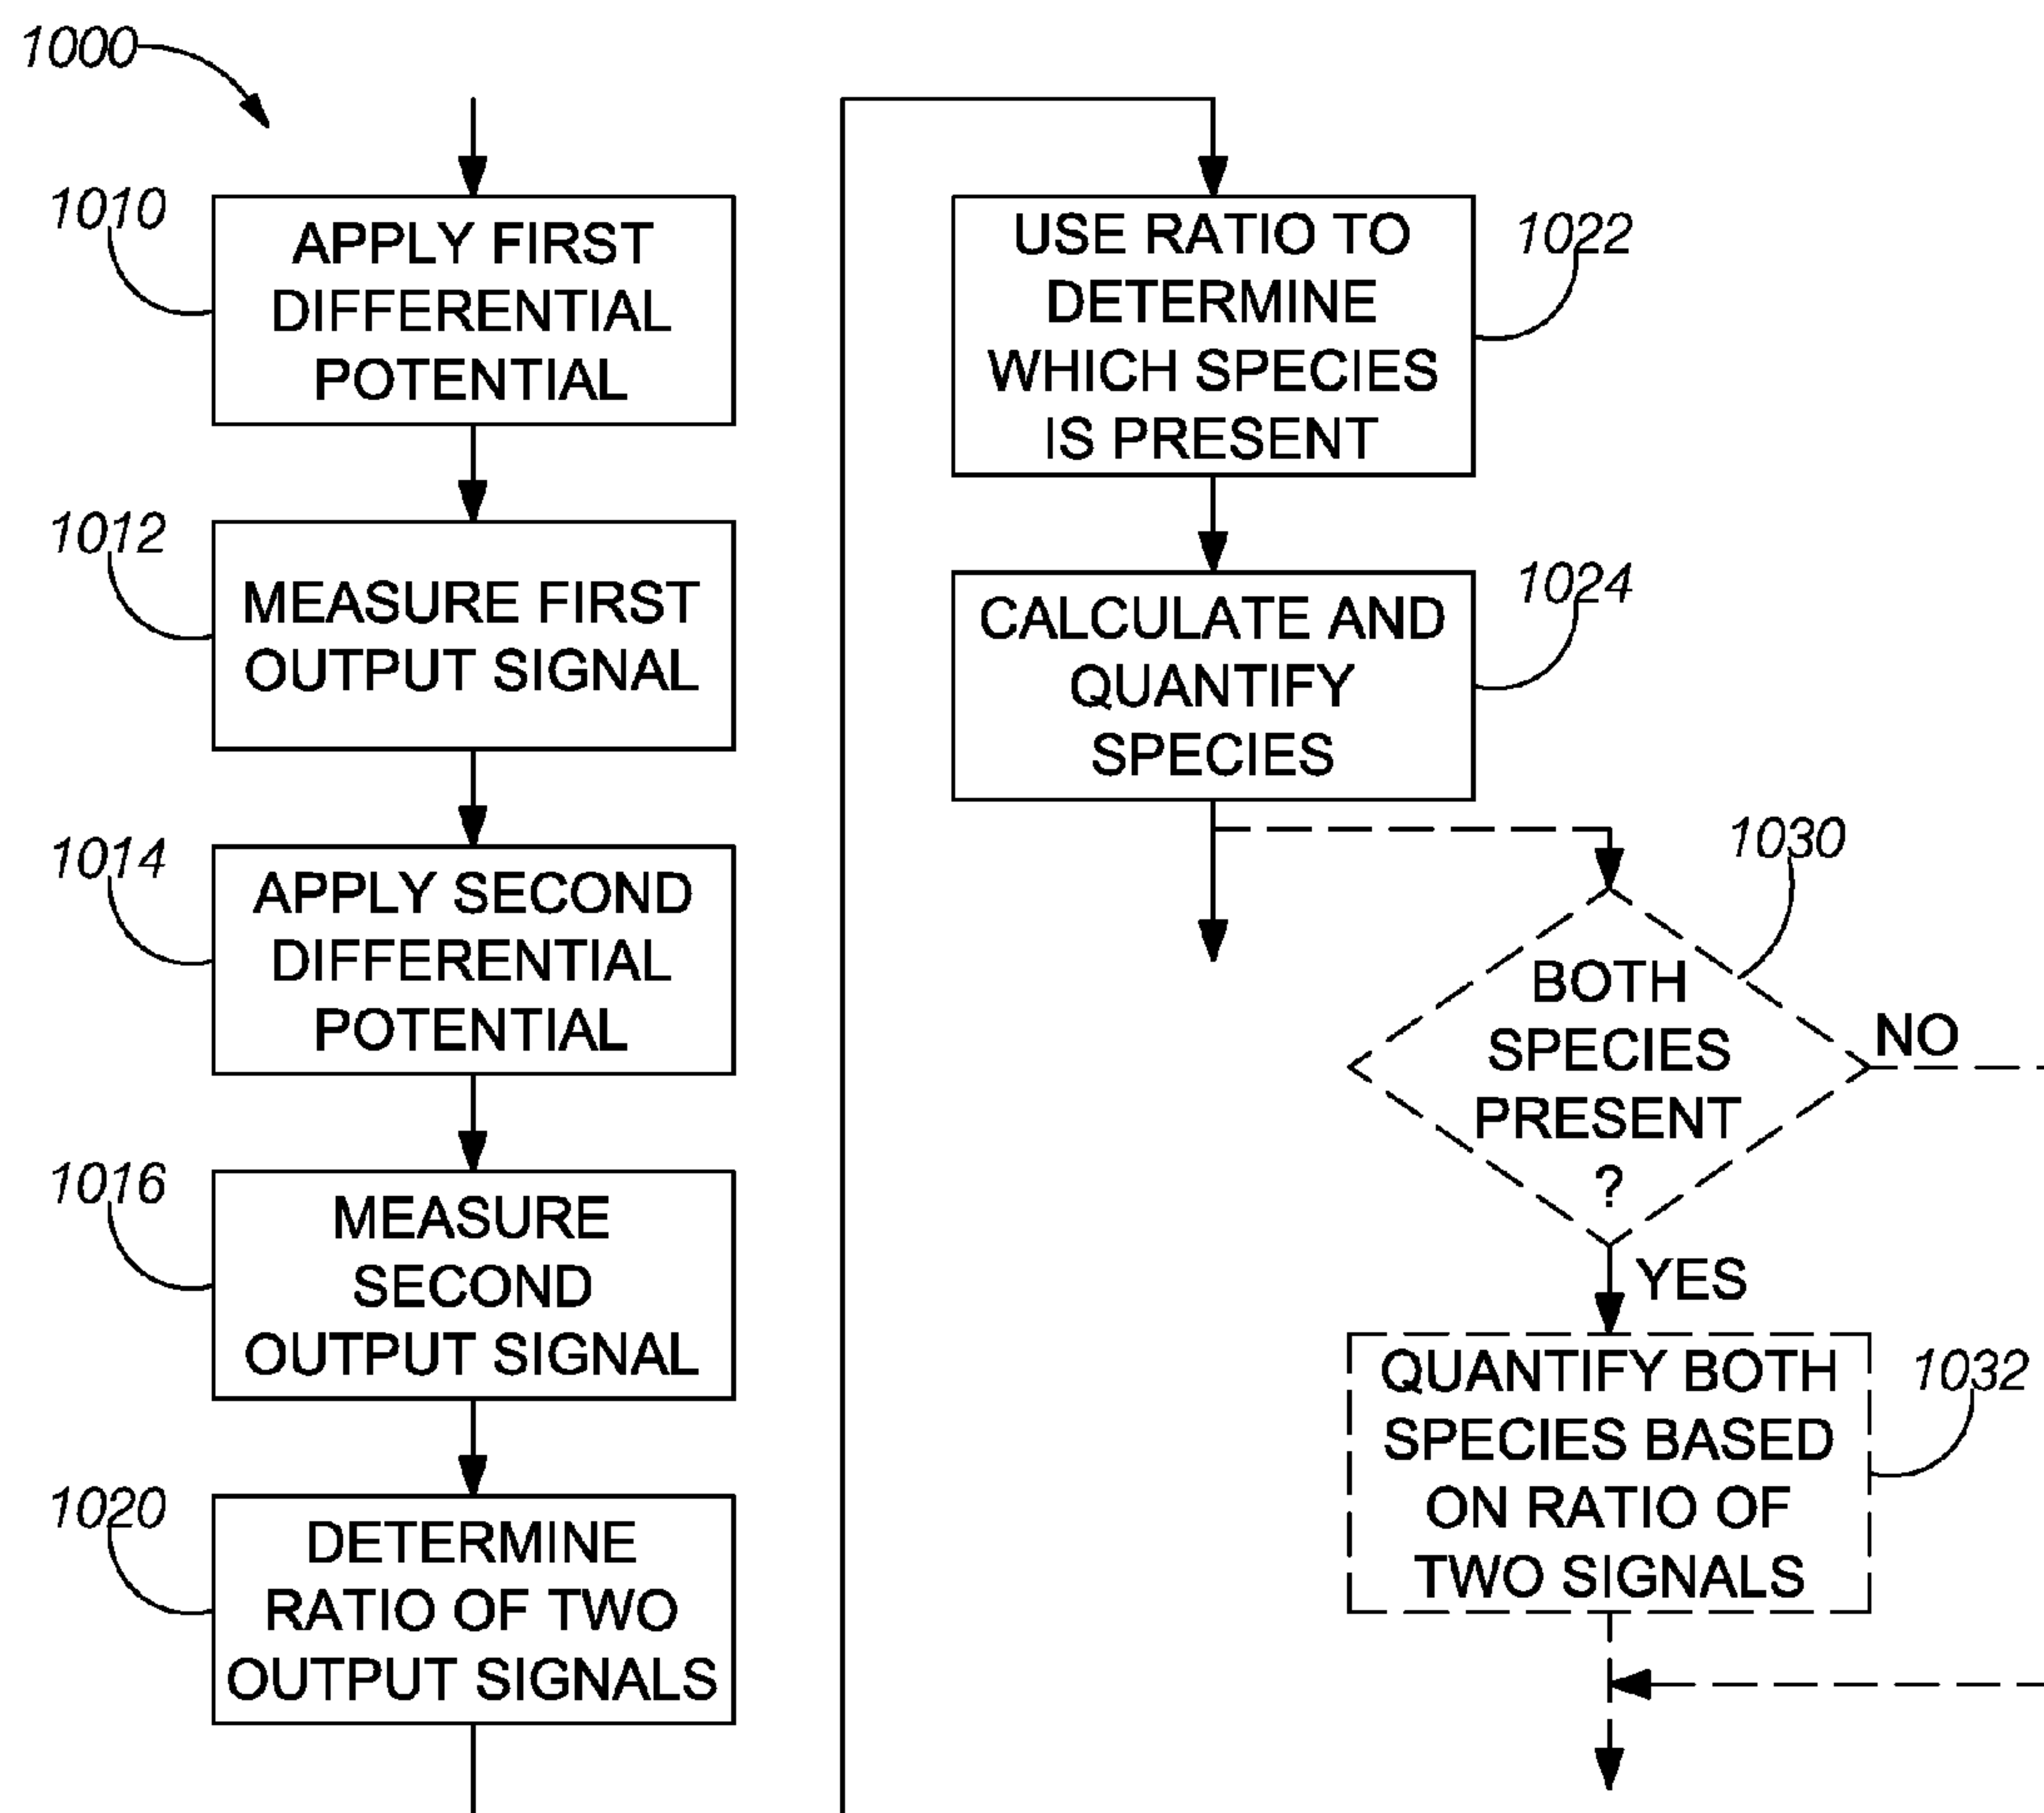 1000
1010
APPLY FIRST
DIFFERENTIAL
POTENTIAL
1012
MEASURE FIRST
OUTPUT SIGNAL
1014
APPLY SECOND
DIFFERENTIAL
POTENTIAL
1016
MEASURE
SECOND
OUTPUT SIGNAL
1020
DETERMINE
RATIO OF TWO
OUTPUT SIGNALS
USE RATIO TO
DETERMINE
WHICH SPECIES
IS PRESENT
1022
CALCULATE AND
QUANTIFY
SPECIES
1024
1030
BOTH
SPECIES
PRESENT
?
NO
YES
QUANTIFY BOTH
SPECIES BASED
ON RATIO OF
TWO SIGNALS
1032